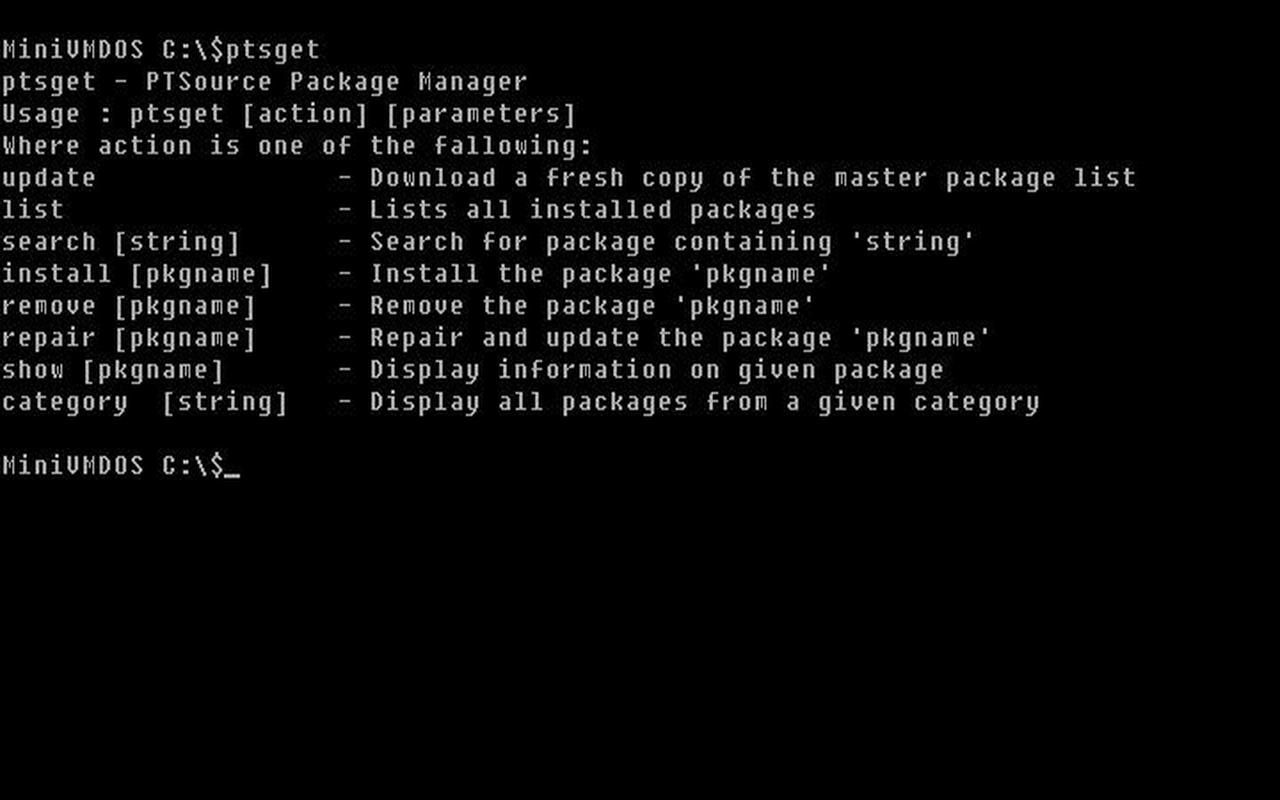 MiniVMDOS C:\$ptsget
ptsget - PTSource Package Manager
Usage : ptsget [action] [parameters]
Where action is one of the fallowing:
update - Download a fresh copy of the master package list
list - Lists all installed packages
search [string] - Search for package containing 'string'
install [pkgname] - Install the package 'pkgname'
remove [pkgname] - Remove the package 'pkgname'
repair [pkgname] - Repair and update the package 'pkgname'
show [pkgname] - Display information on given package
category  [string] - Display all packages from a given category
MiniVMDOS C:\$_